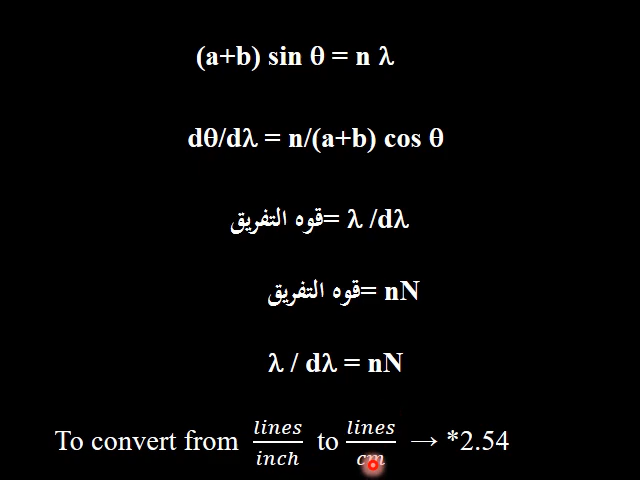 (a+b) sin θ = n λ
dθ/dλ = n/(a+b) cos θ
قوه التفريق= λ /dλ
قوه التفريق= nN
λ / dλ = nN
To convert from lines/inch to lines/cm → *2.54